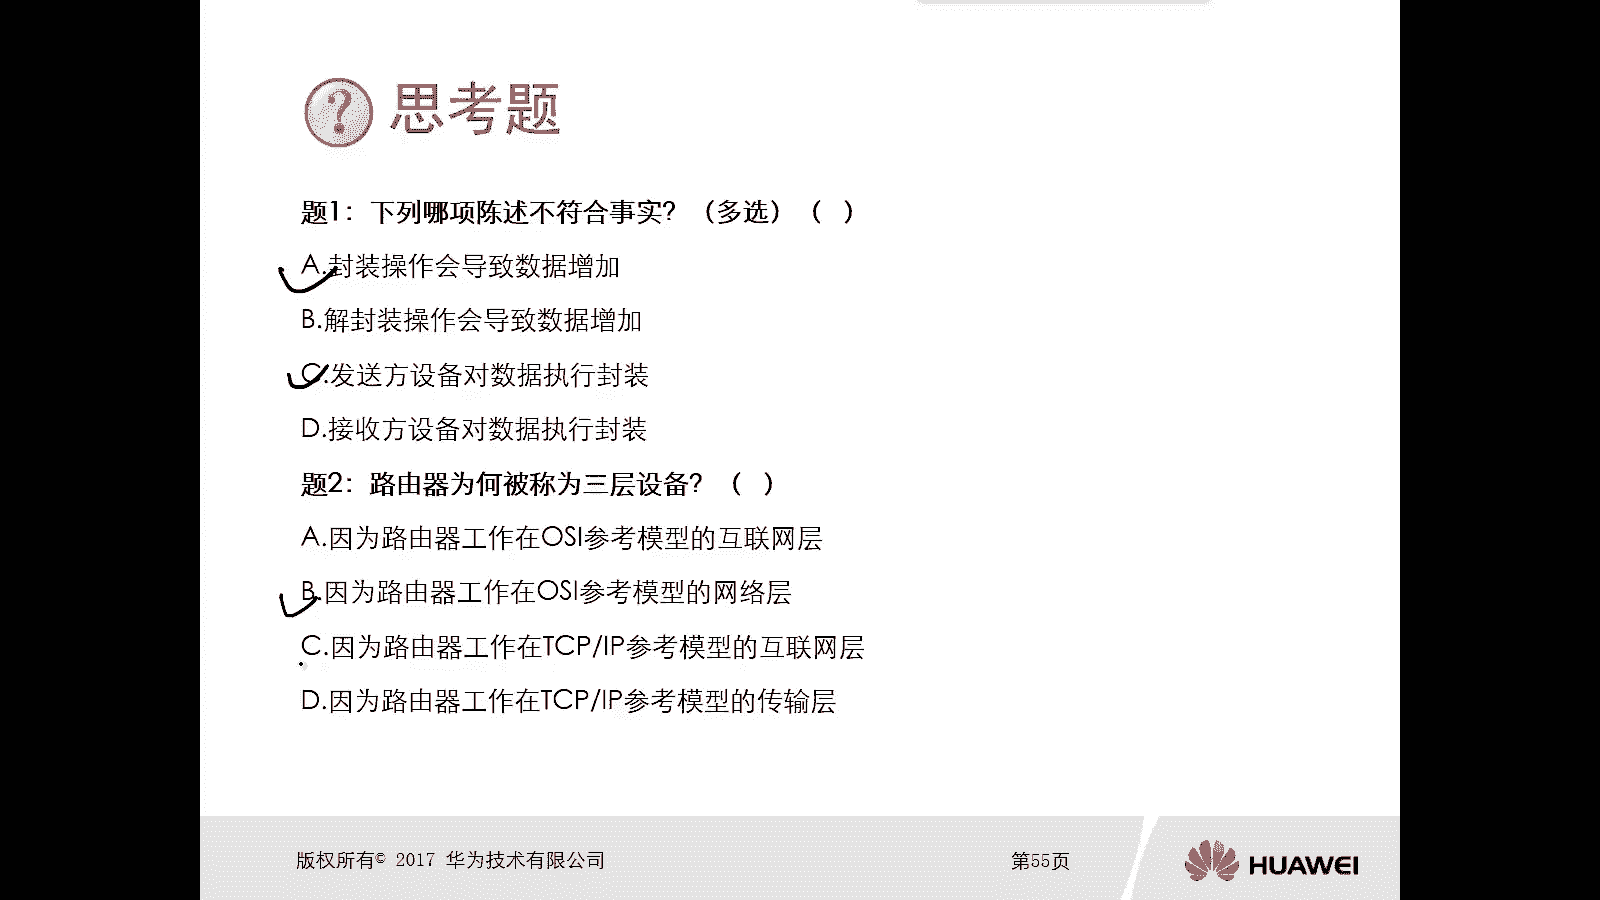 思考题
题1：下列哪项陈述不符合事实？（多选）（ ）
A.封装操作会导致数据增加
B.解封装操作会导致数据增加
C.发送方设备对数据执行封装
D.接收方设备对数据执行封装
题2：路由器为何被称为三层设备？（ ）
A.因为路由器工作在OSI参考模型的互联网层
B.因为路由器工作在OSI参考模型的网络层
C.因为路由器工作在TCP/IP参考模型的互联网层
D.因为路由器工作在TCP/IP参考模型的传输层
版权所有© 2017 华为技术有限公司
第55页
HUAWEI